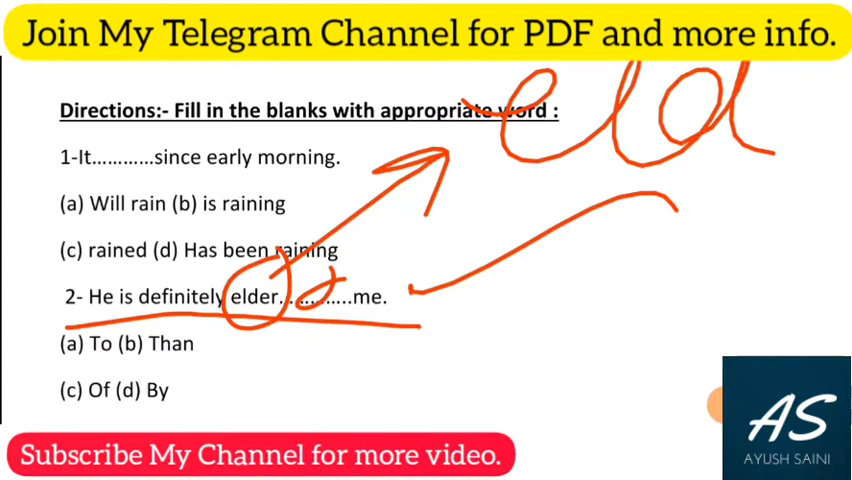 Join My Telegram Channel for PDF and more info.
Directions:- Fill in the blanks with appropriate word :
eld
1-It…………since early morning.
(a) Will rain (b) is raining
(c) rained (d) Has been raining
2- He is definitely elder…………..me.
(a) To (b) Than
(c) Of (d) By
AS
AYUSH SAINI
Subscribe My Channel for more video.